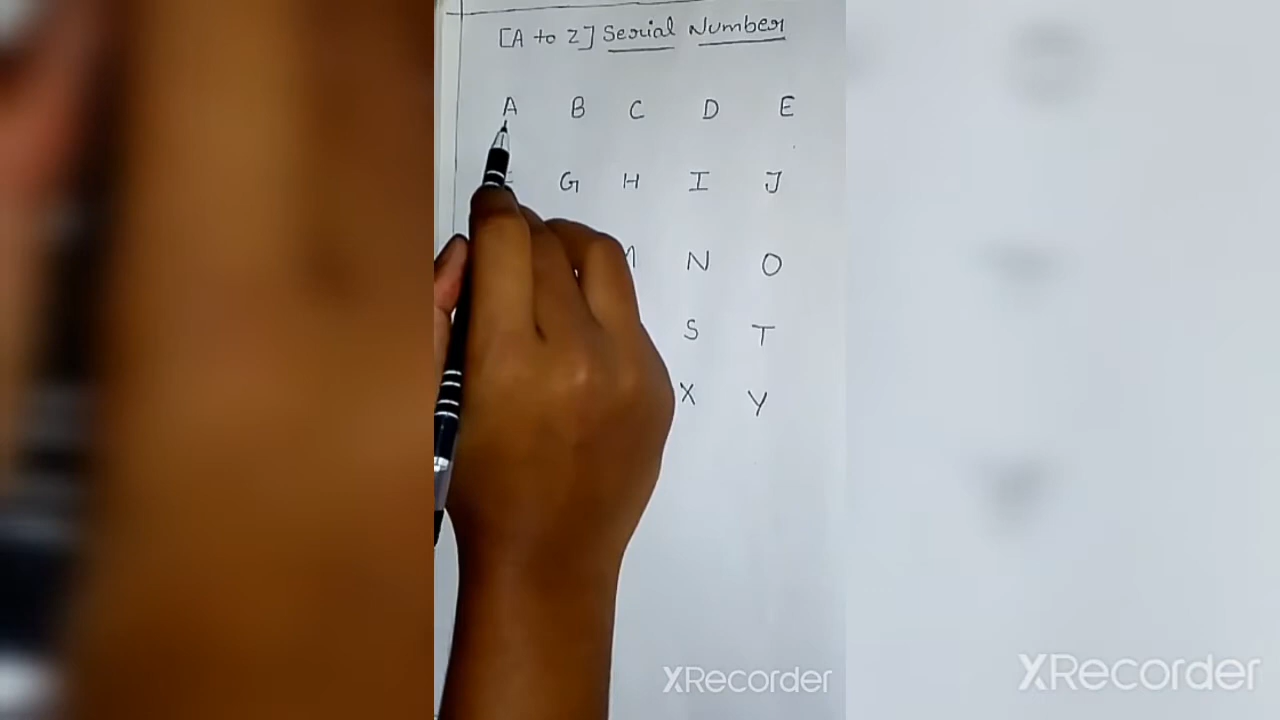 [A to Z] Serial Number
A B C D E
G H I J
N O
S T
X Y
XRecorder
XRecorder